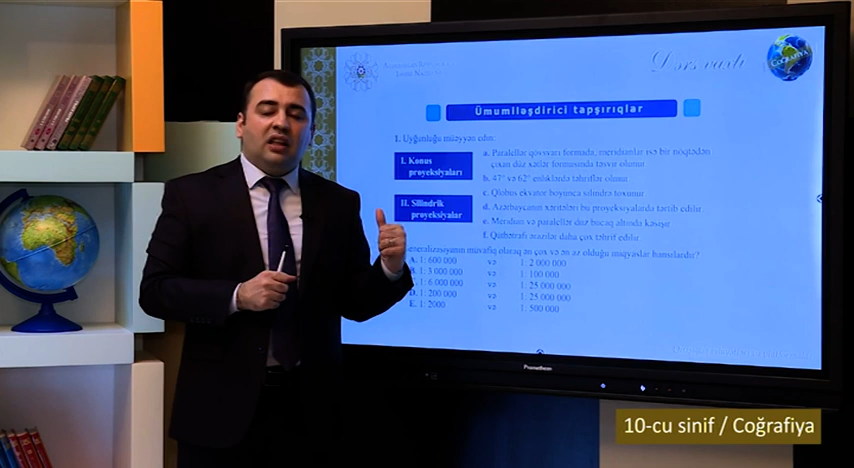 Dərs vaxtı
COĞRAFİYA
Ümumiləşdirici tapşırıqlar
1. Uyğunluğu müəyyən edin:
I. Konus
proyeksiyaları
II. Silindrik
proyeksiyalar
a. Paralellər qövsvari formada, meridianlar isə bir nöqtədən
çıxan düz xətlər formasında təsvir olunur.
b. 47° və 62° enliklərdə təhriflər olunur.
c. Qlobus ekvator boyunca silindrə toxunur.
d. Azərbaycanın xəritələri bu proyeksiyalarda tərtib edilir.
e. Meridian və paralellər düz bucaq altında kəsişir.
f. Qütbətrafı ərazilər daha çox təhrif edilir.
Generalizasiyanın müvafiq olaraq ən çox və ən az olduğu miqyaslar hansılardır?
A. 1: 600 000 və 1: 2 000 000
B. 1: 3 000 000 və 1: 100 000
C. 1: 6 000 000 və 1: 25 000 000
D. 1: 200 000 və 1: 25 000 000
E. 1: 2000 və 1: 500 000
Promethean
10-cu sinif / Coğrafiya